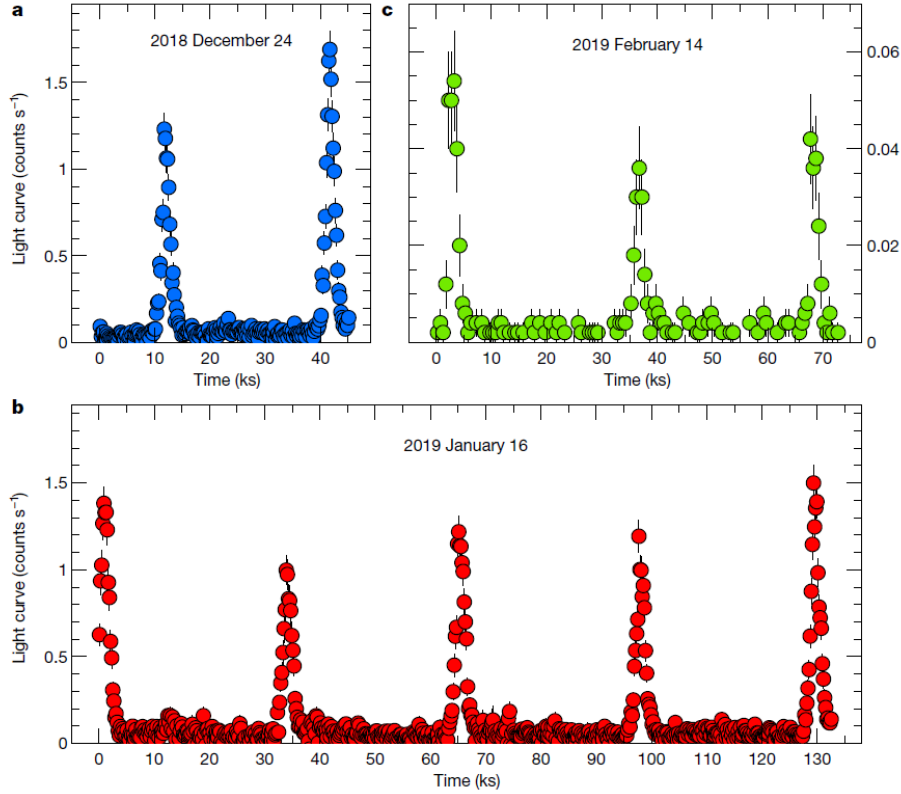 a
2018 December 24
Light curve (counts s⁻¹)
1.5
1
0.5
0
0 10 20 30 40
Time (ks)
c
2019 February 14
0.06
0.04
0.02
0
0 10 20 30 40 50 60 70
Time (ks)
b
2019 January 16
Light curve (counts s⁻¹)
1.5
1
0.5
0
0 10 20 30 40 50 60 70 80 90 100 110 120 130
Time (ks)